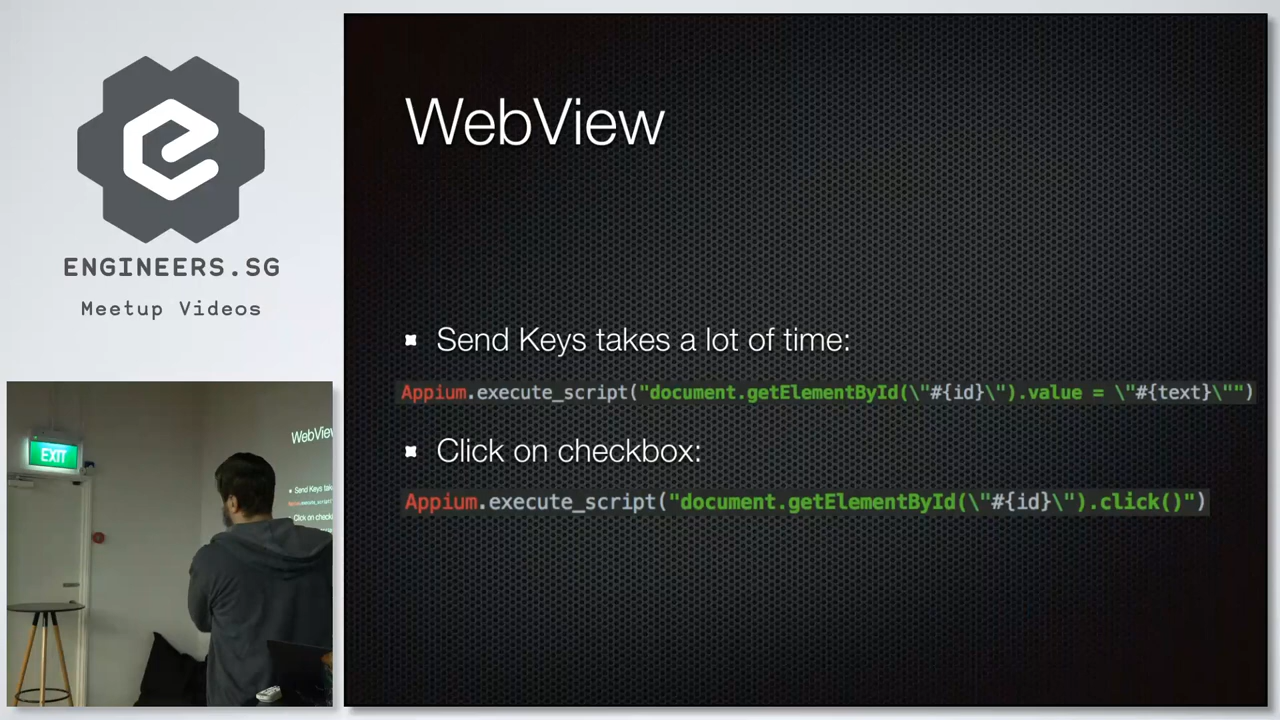 ENGINEERS.SG
Meetup Videos
EXIT
WebView
Send Keys takes a lot of time:
Appium.execute_script("document.getElementById(\"#{id}\").value = \"#{text}\"")
Click on checkbox:
Appium.execute_script("document.getElementById(\"#{id}\").click()")